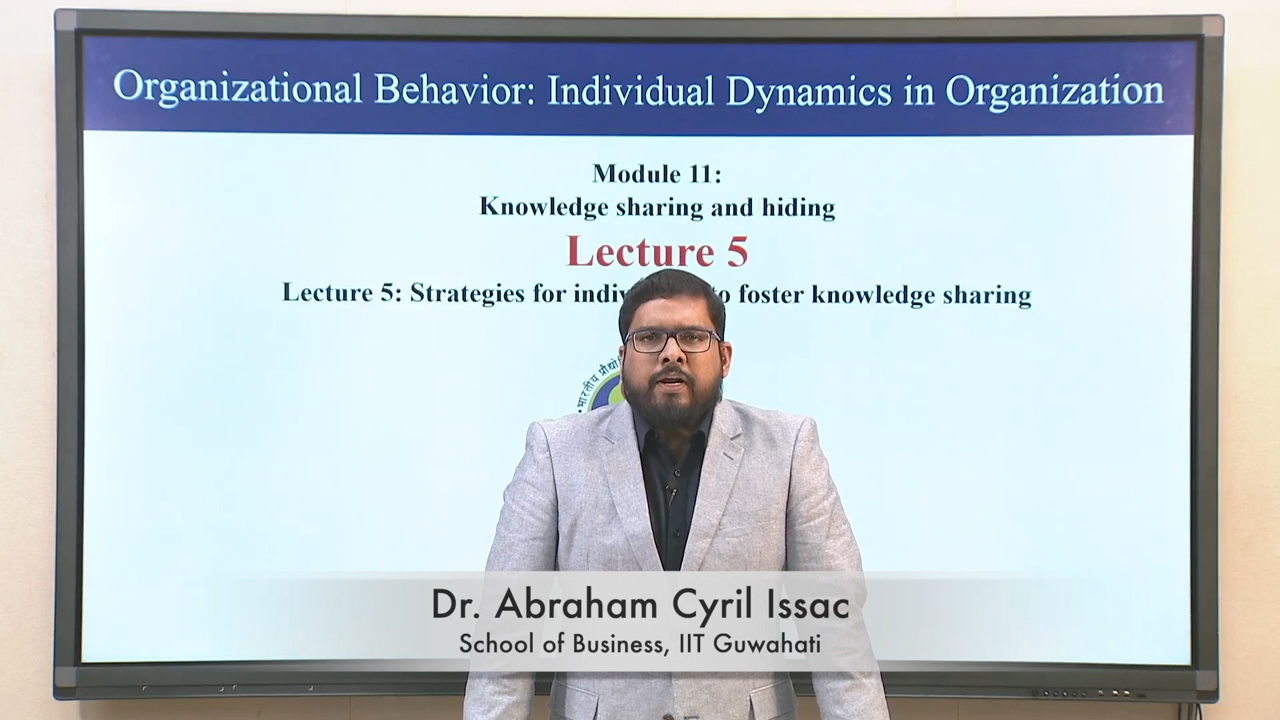 Organizational Behavior: Individual Dynamics in Organization
Module 11:
Knowledge sharing and hiding
Lecture 5
Lecture 5: Strategies for indiv o foster knowledge sharing
भारतीय प्रौद्यो
Dr. Abraham Cyril Issac
School of Business, IIT Guwahati